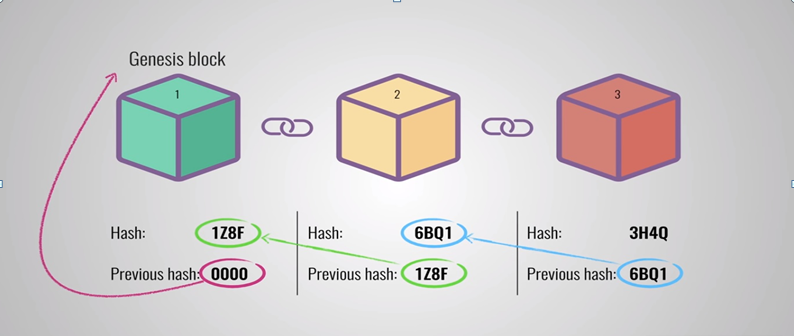 Genesis block
1
2
3
Hash: 1Z8F
Previous hash: 0000
Hash: 6BQ1
Previous hash: 1Z8F
Hash: 3H4Q
Previous hash: 6BQ1